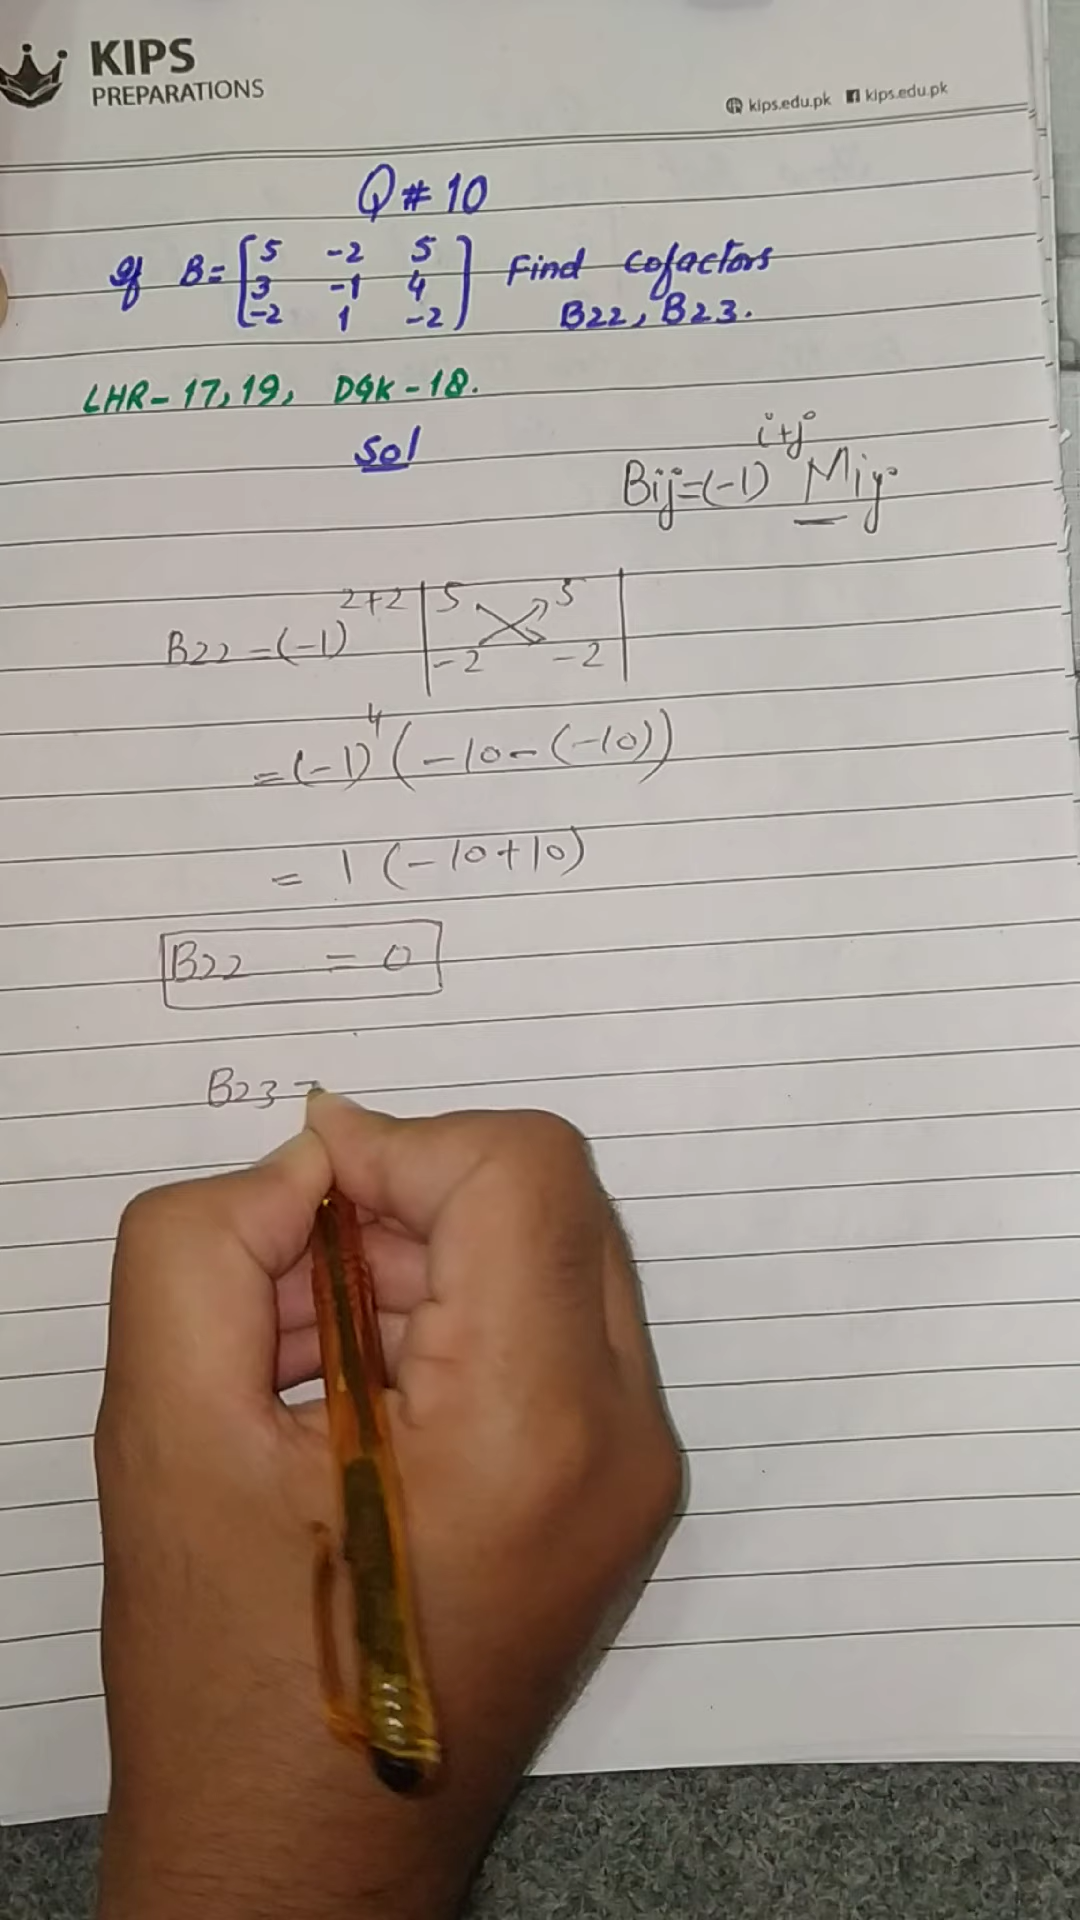 KIPS
PREPARATIONS
kips.edu.pk kips.edu.pk
Q # 10
If B = [5 -2 5 Find cofactors
3 -1 4
-2 1 -2] B22, B23.
LHR - 17,19, DGK - 18.
Sol
Bij = (-1)^i+j Mij
B22 = (-1)^2+2 |5 5
-2 -2|
= (-1)^4 (-10 - (-10))
= 1 (-10 + 10)
B22 = 0
B23 =